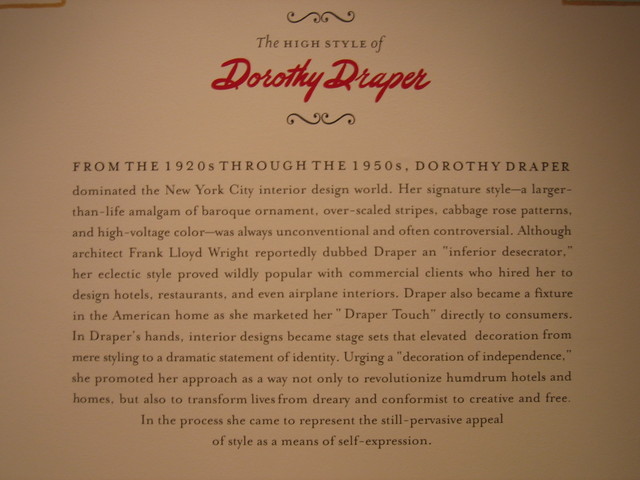 The HIGH STYLE of
Dorothy Draper
FROM THE 1920s THROUGH THE 1950s, DOROTHY DRAPER
dominated the New York City interior design world. Her signature style—a larger-
than-life amalgam of baroque ornament, over-scaled stripes, cabbage rose patterns,
and high-voltage color—was always unconventional and often controversial. Although
architect Frank Lloyd Wright reportedly dubbed Draper an "inferior desecrator,"
her eclectic style proved wildly popular with commercial clients who hired her to
design hotels, restaurants, and even airplane interiors. Draper also became a fixture
in the American home as she marketed her "Draper Touch" directly to consumers.
In Draper's hands, interior designs became stage sets that elevated decoration from
mere styling to a dramatic statement of identity. Urging a "decoration of independence,"
she promoted her approach as a way not only to revolutionize humdrum hotels and
homes, but also to transform lives from dreary and conformist to creative and free.
In the process she came to represent the still-pervasive appeal
of style as a means of self-expression.